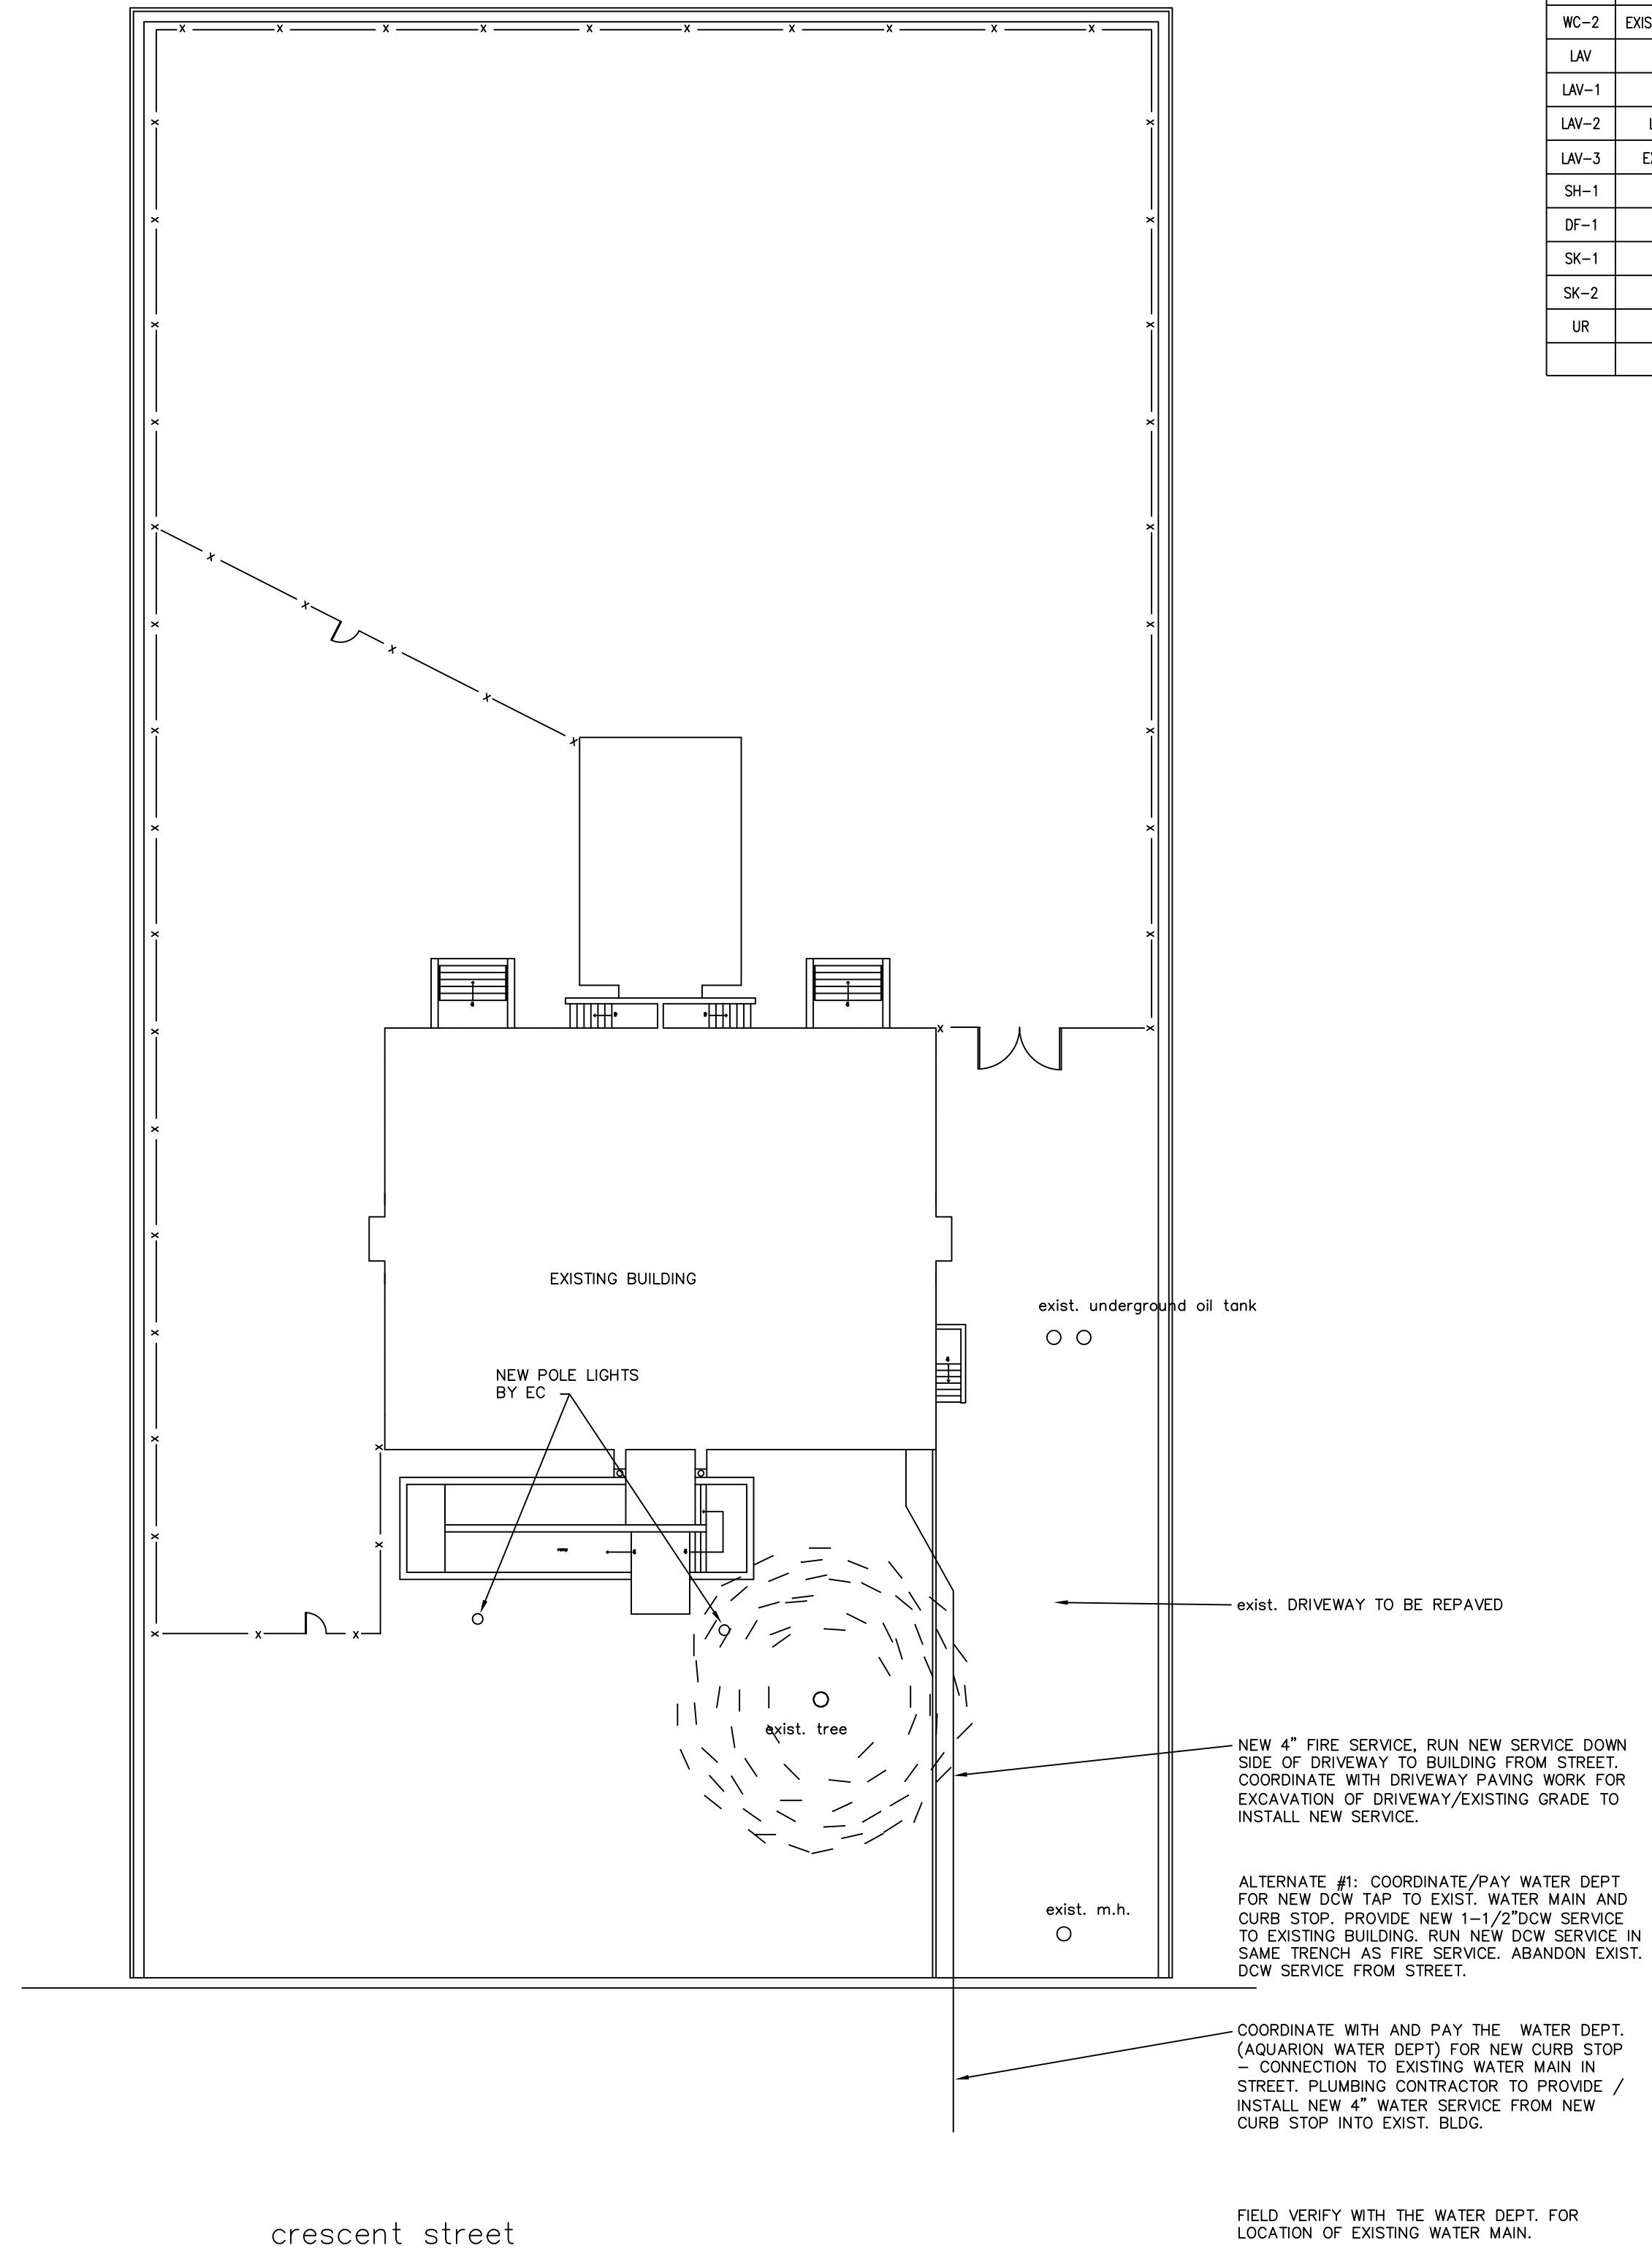 WC-2 EXIS
LAV
LAV-1
LAV-2 L
LAV-3 E
SH-1
DF-1
SK-1
SK-2
UR
EXISTING BUILDING
exist. underground oil tank
NEW POLE LIGHTS
BY EC
exist. DRIVEWAY TO BE REPAVED
exist. tree
NEW 4" FIRE SERVICE, RUN NEW SERVICE DOWN
SIDE OF DRIVEWAY TO BUILDING FROM STREET.
COORDINATE WITH DRIVEWAY PAVING WORK FOR
EXCAVATION OF DRIVEWAY/EXISTING GRADE TO
INSTALL NEW SERVICE.
exist. m.h.
ALTERNATE #1: COORDINATE/PAY WATER DEPT
FOR NEW DCW TAP TO EXIST. WATER MAIN AND
CURB STOP. PROVIDE NEW 1-1/2"DCW SERVICE
TO EXISTING BUILDING. RUN NEW DCW SERVICE IN
SAME TRENCH AS FIRE SERVICE. ABANDON EXIST.
DCW SERVICE FROM STREET.
COORDINATE WITH AND PAY THE WATER DEPT.
(AQUARION WATER DEPT) FOR NEW CURB STOP
- CONNECTION TO EXISTING WATER MAIN IN
STREET. PLUMBING CONTRACTOR TO PROVIDE /
INSTALL NEW 4" WATER SERVICE FROM NEW
CURB STOP INTO EXIST. BLDG.
FIELD VERIFY WITH THE WATER DEPT. FOR
LOCATION OF EXISTING WATER MAIN.
crescent street